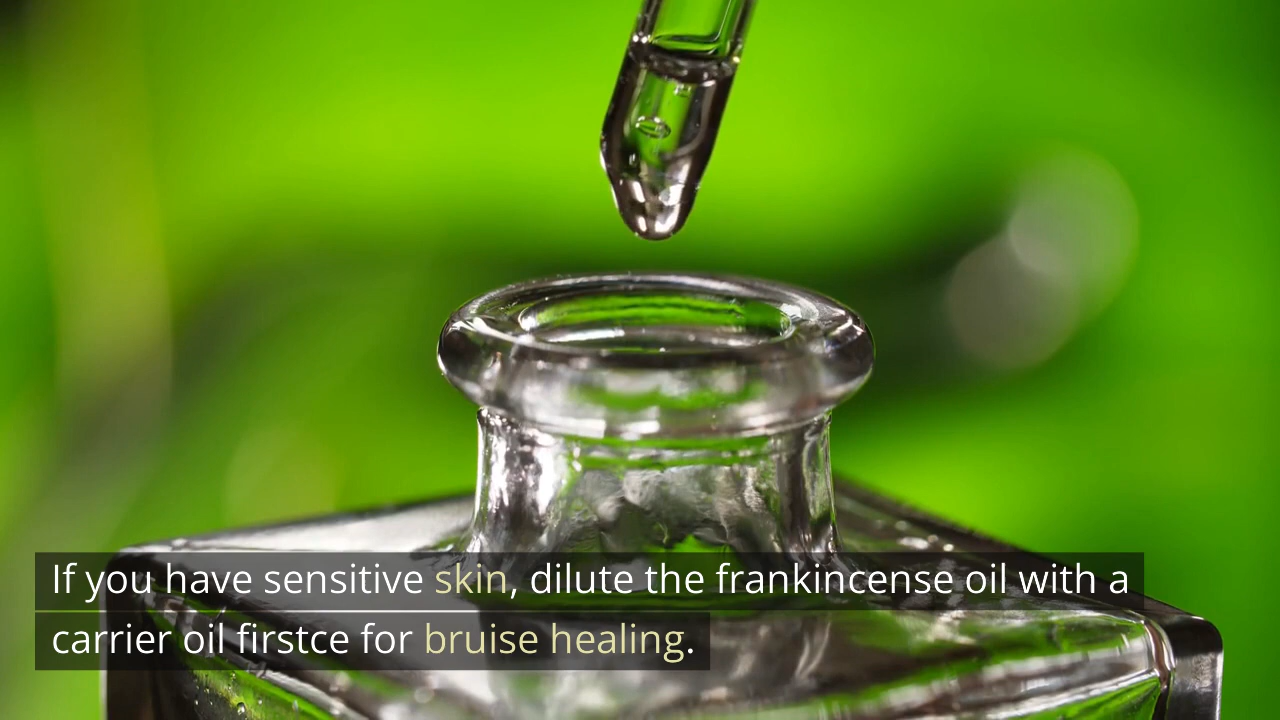 If you have sensitive skin, dilute the frankincense oil with a
carrier oil firstce for bruise healing.